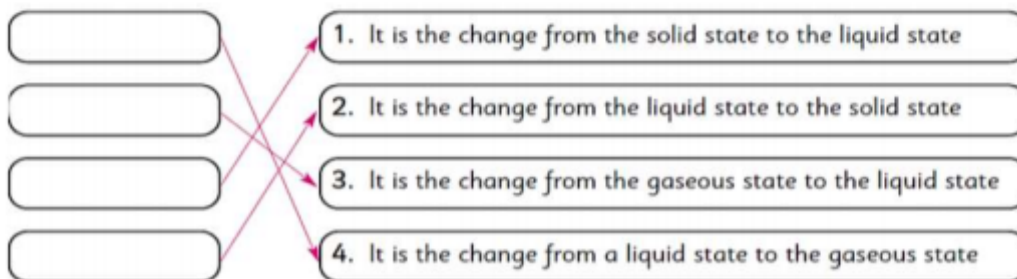 1. It is the change from the solid state to the liquid state
2. It is the change from the liquid state to the solid state
3. It is the change from the gaseous state to the liquid state
4. It is the change from a liquid state to the gaseous state